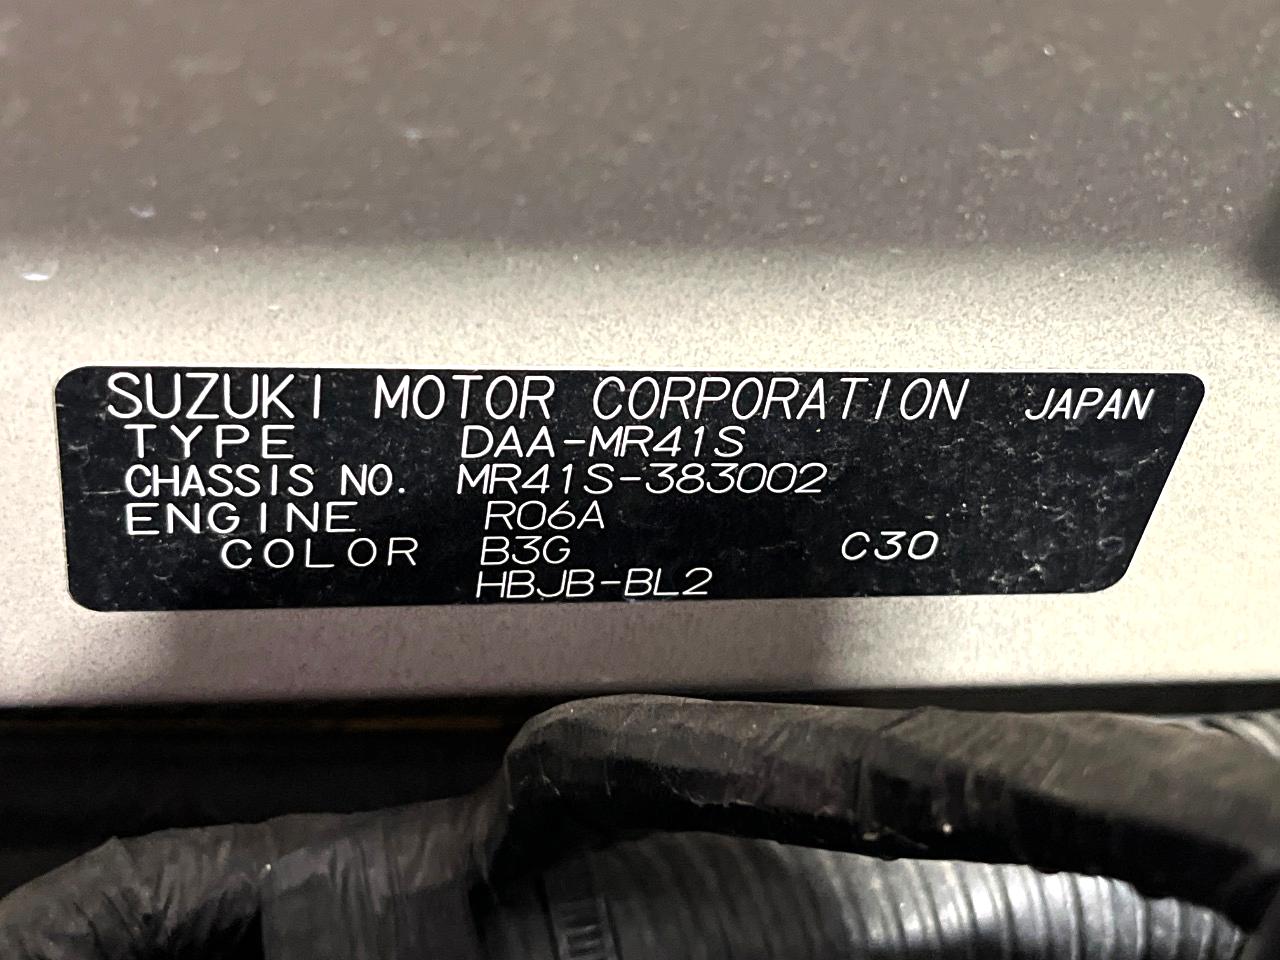 SUZUKI MOTOR CORPORATION JAPAN
TYPE DAA-MR41S
CHASSIS NO. MR41S-383002
ENGINE R06A
COLOR B3G C30
HBJB-BL2